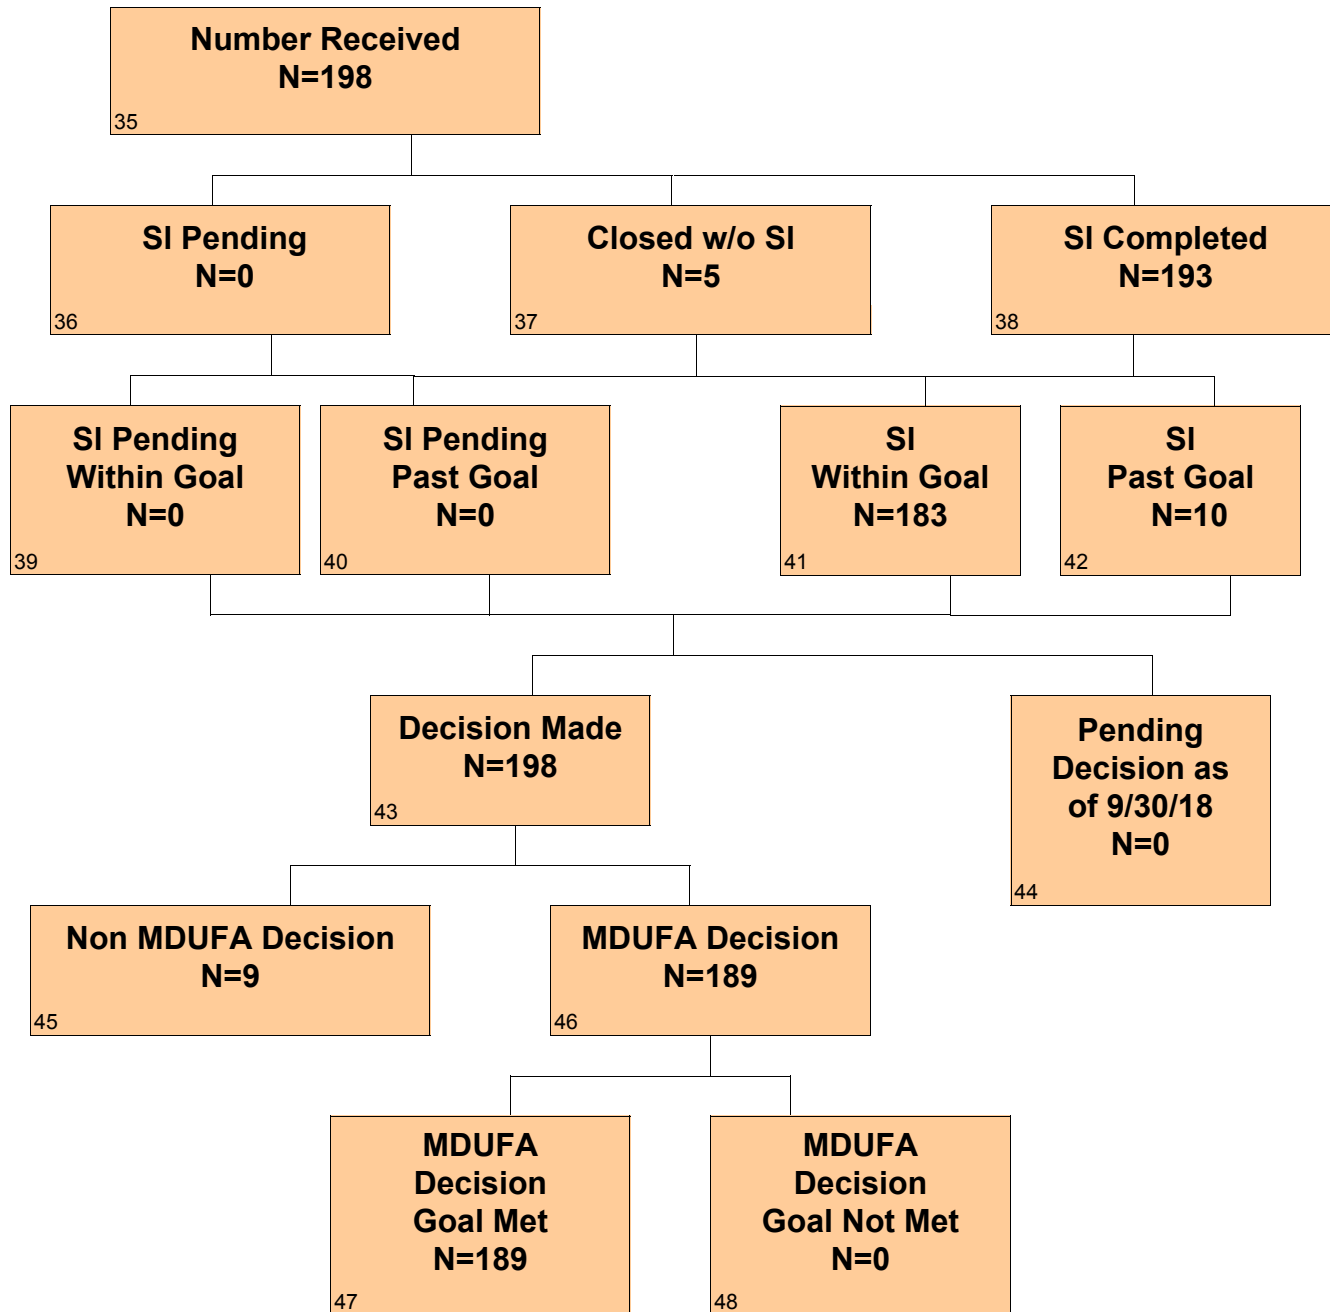 Number Received
N=198
35
SI Pending
N=0
36
Closed w/o SI
N=5
37
SI Completed
N=193
38
SI Pending
Within Goal
N=0
39
SI Pending
Past Goal
N=0
40
SI
Within Goal
N=183
41
SI
Past Goal
N=10
42
Decision Made
N=198
43
Pending
Decision as
of 9/30/18
N=0
44
Non MDUFA Decision
N=9
45
MDUFA Decision
N=189
46
MDUFA
Decision
Goal Met
N=189
47
MDUFA
Decision
Goal Not Met
N=0
48